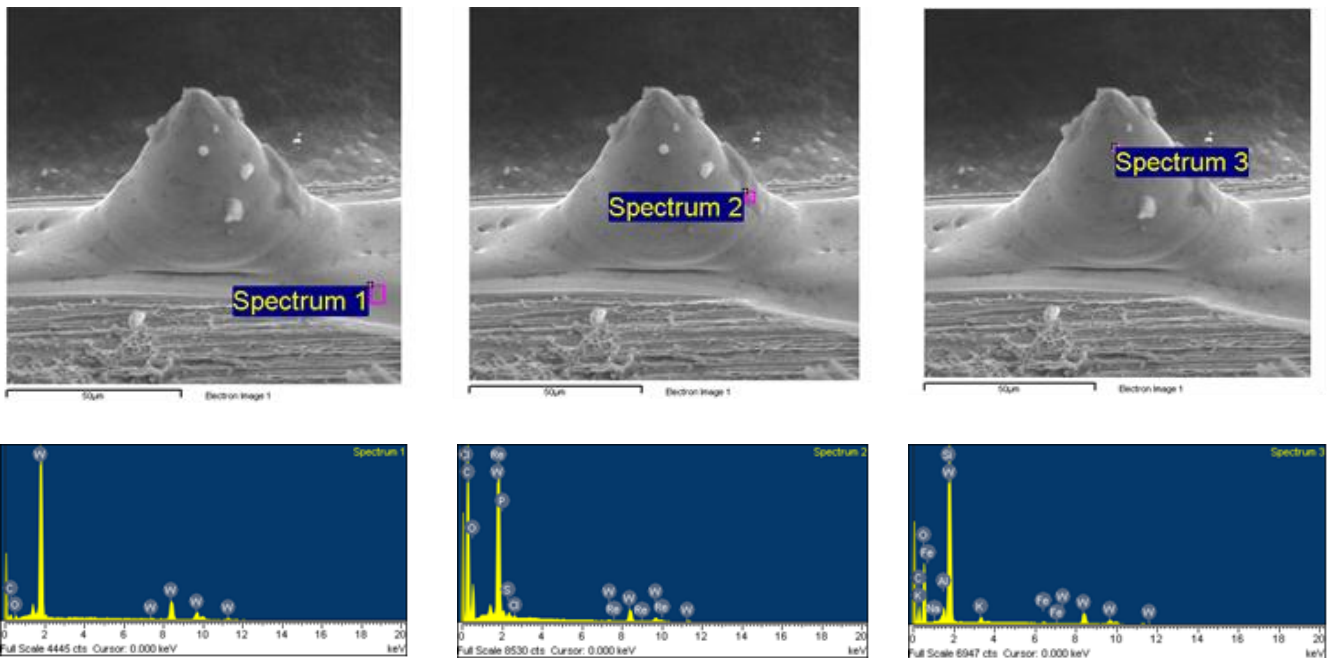 Spectrum 1
Spectrum 2
Spectrum 3
50µm Electron Image 1
50µm Electron Image 1
50µm Electron Image 1
Spectrum 1
W
C
O
W
W
W
W
0 2 4 6 8 10 12 14 16 18 20
Full Scale 4445 cts Cursor: 0.000 keV keV
Spectrum 2
Cl Re
C W
P
O
S
Cl
W
Re
W
Re
W
Re
W
0 2 4 6 8 10 12 14 16 18 20
Full Scale 8530 cts Cursor: 0.000 keV keV
Spectrum 3
Si
W
O
Fe
C
Al
K
Na
K
Fe
Fe
W
W
W
W
0 2 4 6 8 10 12 14 16 18 20
Full Scale 6947 cts Cursor: 0.000 keV keV